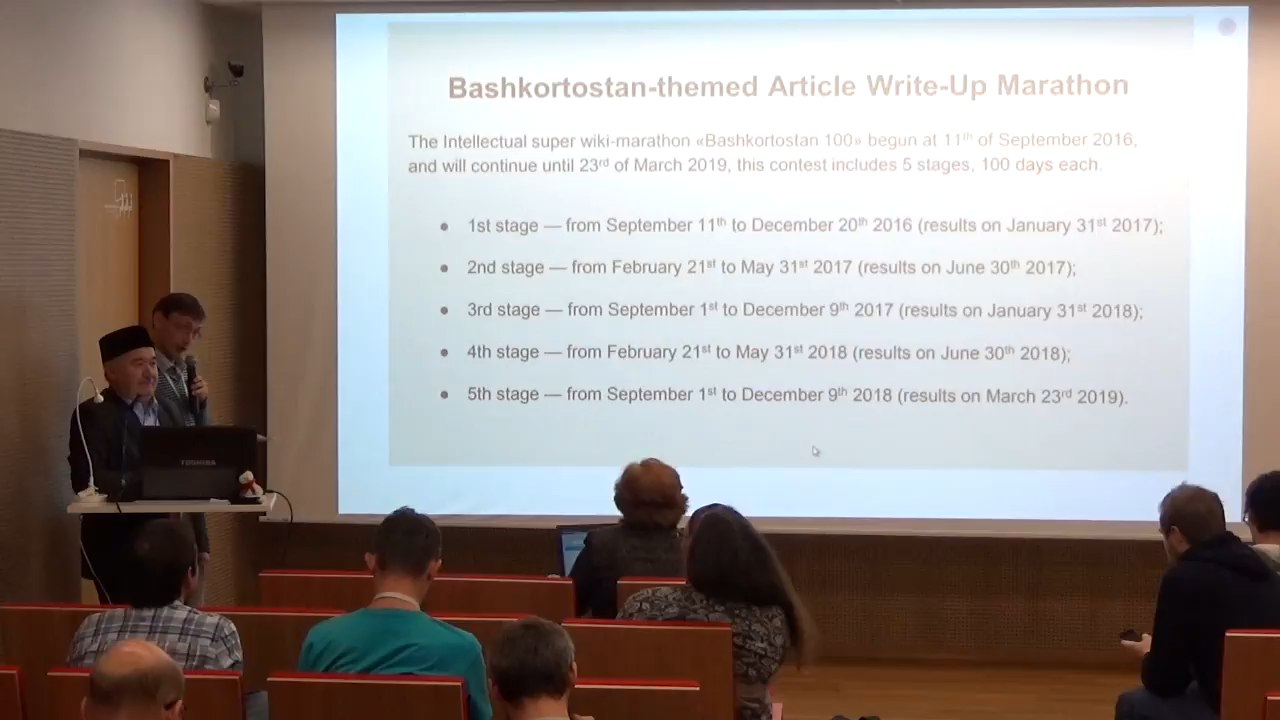 Bashkortostan-themed Article Write-Up Marathon
The Intellectual super wiki-marathon «Bashkortostan 100» begun at 11th of September 2016,
and will continue until 23rd of March 2019, this contest includes 5 stages, 100 days each.
● 1st stage — from September 11th to December 20th 2016 (results on January 31st 2017);
● 2nd stage — from February 21st to May 31st 2017 (results on June 30th 2017);
● 3rd stage — from September 1st to December 9th 2017 (results on January 31st 2018);
● 4th stage — from February 21st to May 31st 2018 (results on June 30th 2018);
● 5th stage — from September 1st to December 9th 2018 (results on March 23rd 2019).
TOSHIBA